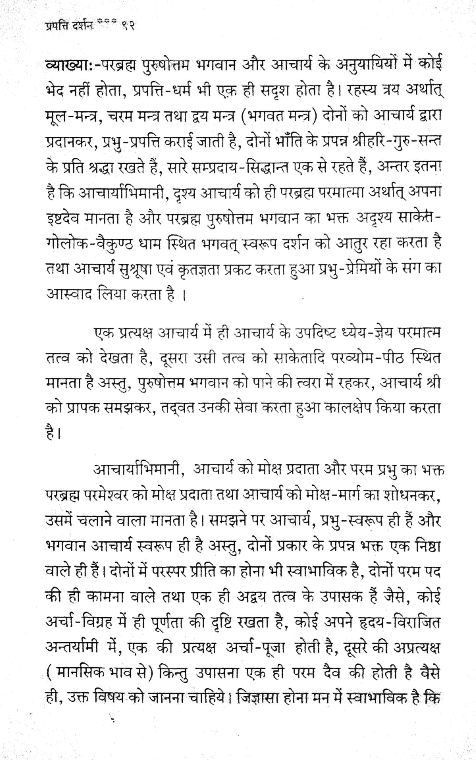 प्रपत्ति दर्शन *** ९२
व्याख्या:-परब्रह्म पुरुषोत्तम भगवान और आचार्य के अनुयायियों में कोई
भेद नहीं होता, प्रपत्ति-धर्म भी एक ही सदृश होता है। रहस्य त्रय अर्थात्
मूल-मन्त्र, चरम मन्त्र तथा द्वय मन्त्र (भगवत मन्त्र) दोनों को आचार्य द्वारा
प्रदानकर, प्रभु-प्रपत्ति कराई जाती है, दोनों भाँति के प्रपन्न श्रीहरि-गुरु-सन्त
के प्रति श्रद्धा रखते हैं, सारे सम्प्रदाय-सिद्धान्त एक से रहते हैं, अन्तर इतना
है कि आचार्याभिमानी, दृश्य आचार्य को ही परब्रह्म परमात्मा अर्थात् अपना
इष्टदेव मानता है और परब्रह्म पुरुषोत्तम भगवान का भक्त अदृश्य साकेत-
गोलोक-वैकुण्ठ धाम स्थित भगवत् स्वरूप दर्शन को आतुर रहा करता है
तथा आचार्य सुश्रूषा एवं कृतज्ञता प्रकट करता हुआ प्रभु-प्रेमियों के संग का
आस्वाद लिया करता है ।
एक प्रत्यक्ष आचार्य में ही आचार्य के उपदिष्ट ध्येय-ज्ञेय परमात्म
तत्व को देखता है, दूसरा उसी तत्व को साकेतादि परव्योम-पीठ स्थित
मानता है अस्तु, पुरुषोत्तम भगवान को पाने की त्वरा में रहकर, आचार्य श्री
को प्रापक समझकर, तद्वत उनकी सेवा करता हुआ कालक्षेप किया करता
है।
आचार्याभिमानी, आचार्य को मोक्ष प्रदाता और परम प्रभु का भक्त
परब्रह्म परमेश्वर को मोक्ष प्रदाता तथा आचार्य को मोक्ष-मार्ग का शोधनकर,
उसमें चलाने वाला मानता है। समझने पर आचार्य, प्रभु-स्वरूप ही हैं और
भगवान आचार्य स्वरूप ही है अस्तु, दोनों प्रकार के प्रपन्न भक्त एक निष्ठा
वाले ही हैं। दोनों में परस्पर प्रीति का होना भी स्वाभाविक है, दोनों परम पद
की ही कामना वाले तथा एक ही अद्वय तत्व के उपासक हैं जैसे, कोई
अर्चा-विग्रह में ही पूर्णता की दृष्टि रखता है, कोई अपने हृदय-विराजित
अन्तर्यामी में, एक की प्रत्यक्ष अर्चा-पूजा होती है, दूसरे की अप्रत्यक्ष
( मानसिक भाव से) किन्तु उपासना एक ही परम दैव की होती है वैसे
ही, उक्त विषय को जानना चाहिये। जिज्ञासा होना मन में स्वाभाविक है कि